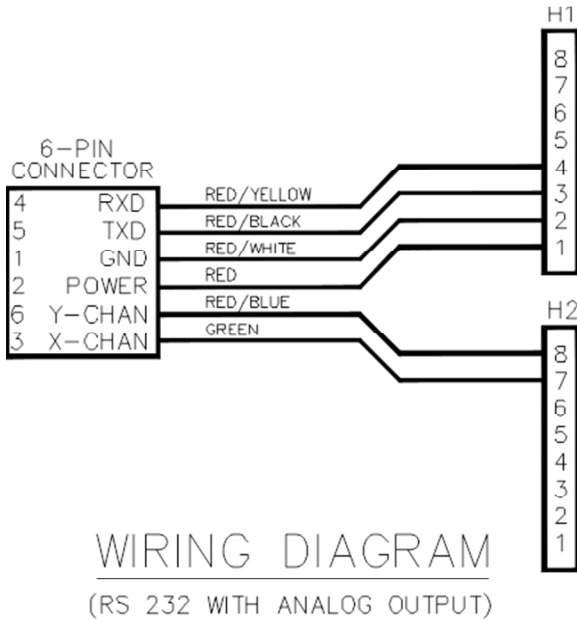 H1
8
7
6
5
4
3
2
1
6-PIN
CONNECTOR
4 RXD RED/YELLOW
5 TXD RED/BLACK
1 GND RED/WHITE
2 POWER RED
6 Y-CHAN RED/BLUE
3 X-CHAN GREEN
H2
8
7
6
5
4
3
2
1
WIRING DIAGRAM
(RS 232 WITH ANALOG OUTPUT)